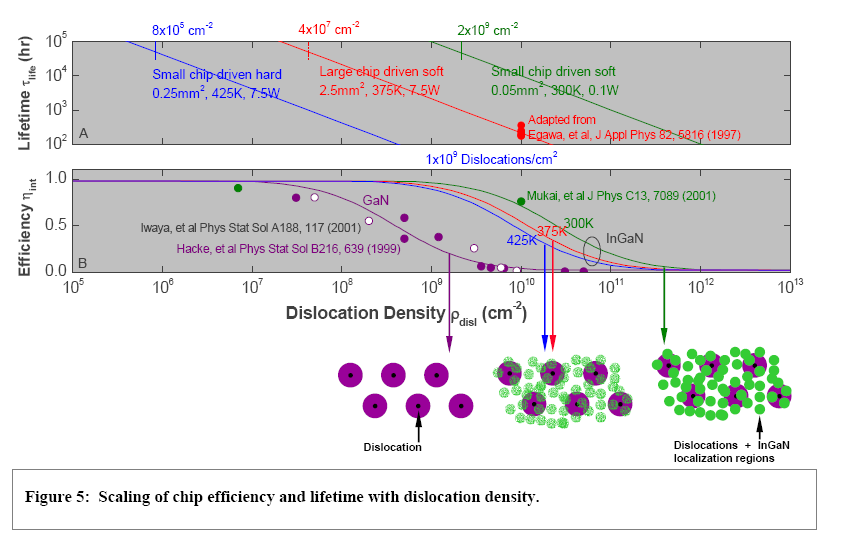 8x10⁵ cm⁻²
4x10⁷ cm⁻²
2x10⁹ cm⁻²
Lifetime τlife (hr)
10⁵
10⁴
10³
10²
Small chip driven hard
0.25mm², 425K, 7.5W
Large chip driven soft
2.5mm², 375K, 7.5W
Small chip driven soft
0.05mm², 300K, 0.1W
Adapted from
Egawa, et al, J Appl Phys 82, 5816 (1997)
A
1x10⁹ Dislocations/cm²
Efficiency ηint
1.0
0.5
0.0
GaN
Mukai, et al J Phys C13, 7089 (2001)
Iwaya, et al Phys Stat Sol A188, 117 (2001)
Hacke, et al Phys Stat Sol B216, 639 (1999)
300K
375K
425K
InGaN
B
10⁵ 10⁶ 10⁷ 10⁸ 10⁹ 10¹⁰ 10¹¹ 10¹² 10¹³
Dislocation Density ρdisl (cm⁻²)
Dislocation
Dislocations + InGaN
localization regions
Figure 5: Scaling of chip efficiency and lifetime with dislocation density.